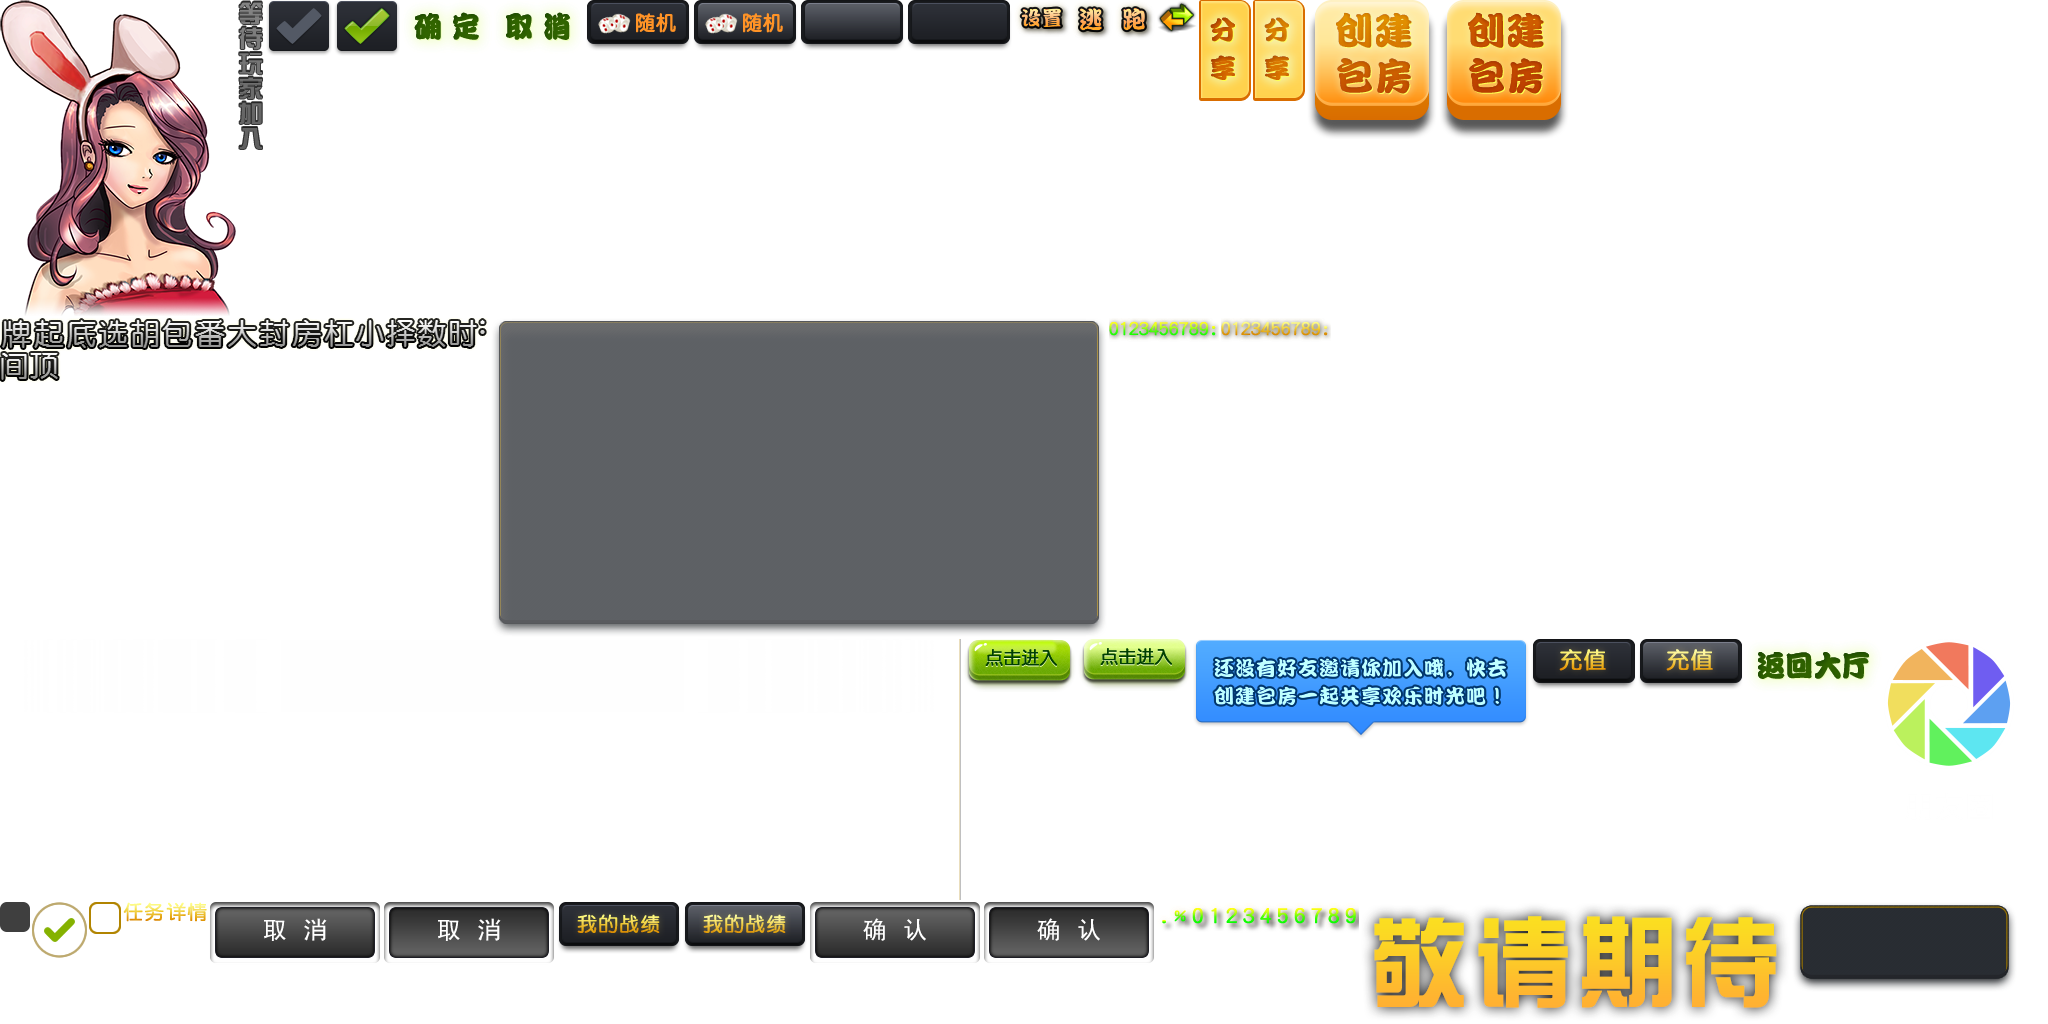 等待玩家加入
确定
取消
随机
随机
设置
逃跑
分享
分享
创建
包房
创建
包房
牌起底选胡包番大封房杠小择数时:
间顶
0123456789:
0123456789:
点击进入
点击进入
还没有好友邀请你加入哦，快去
创建包房一起共享欢乐时光吧！
充值
充值
返回大厅
任务详情
取消
取消
我的战绩
我的战绩
确认
确认
.%0123456789
敬请期待